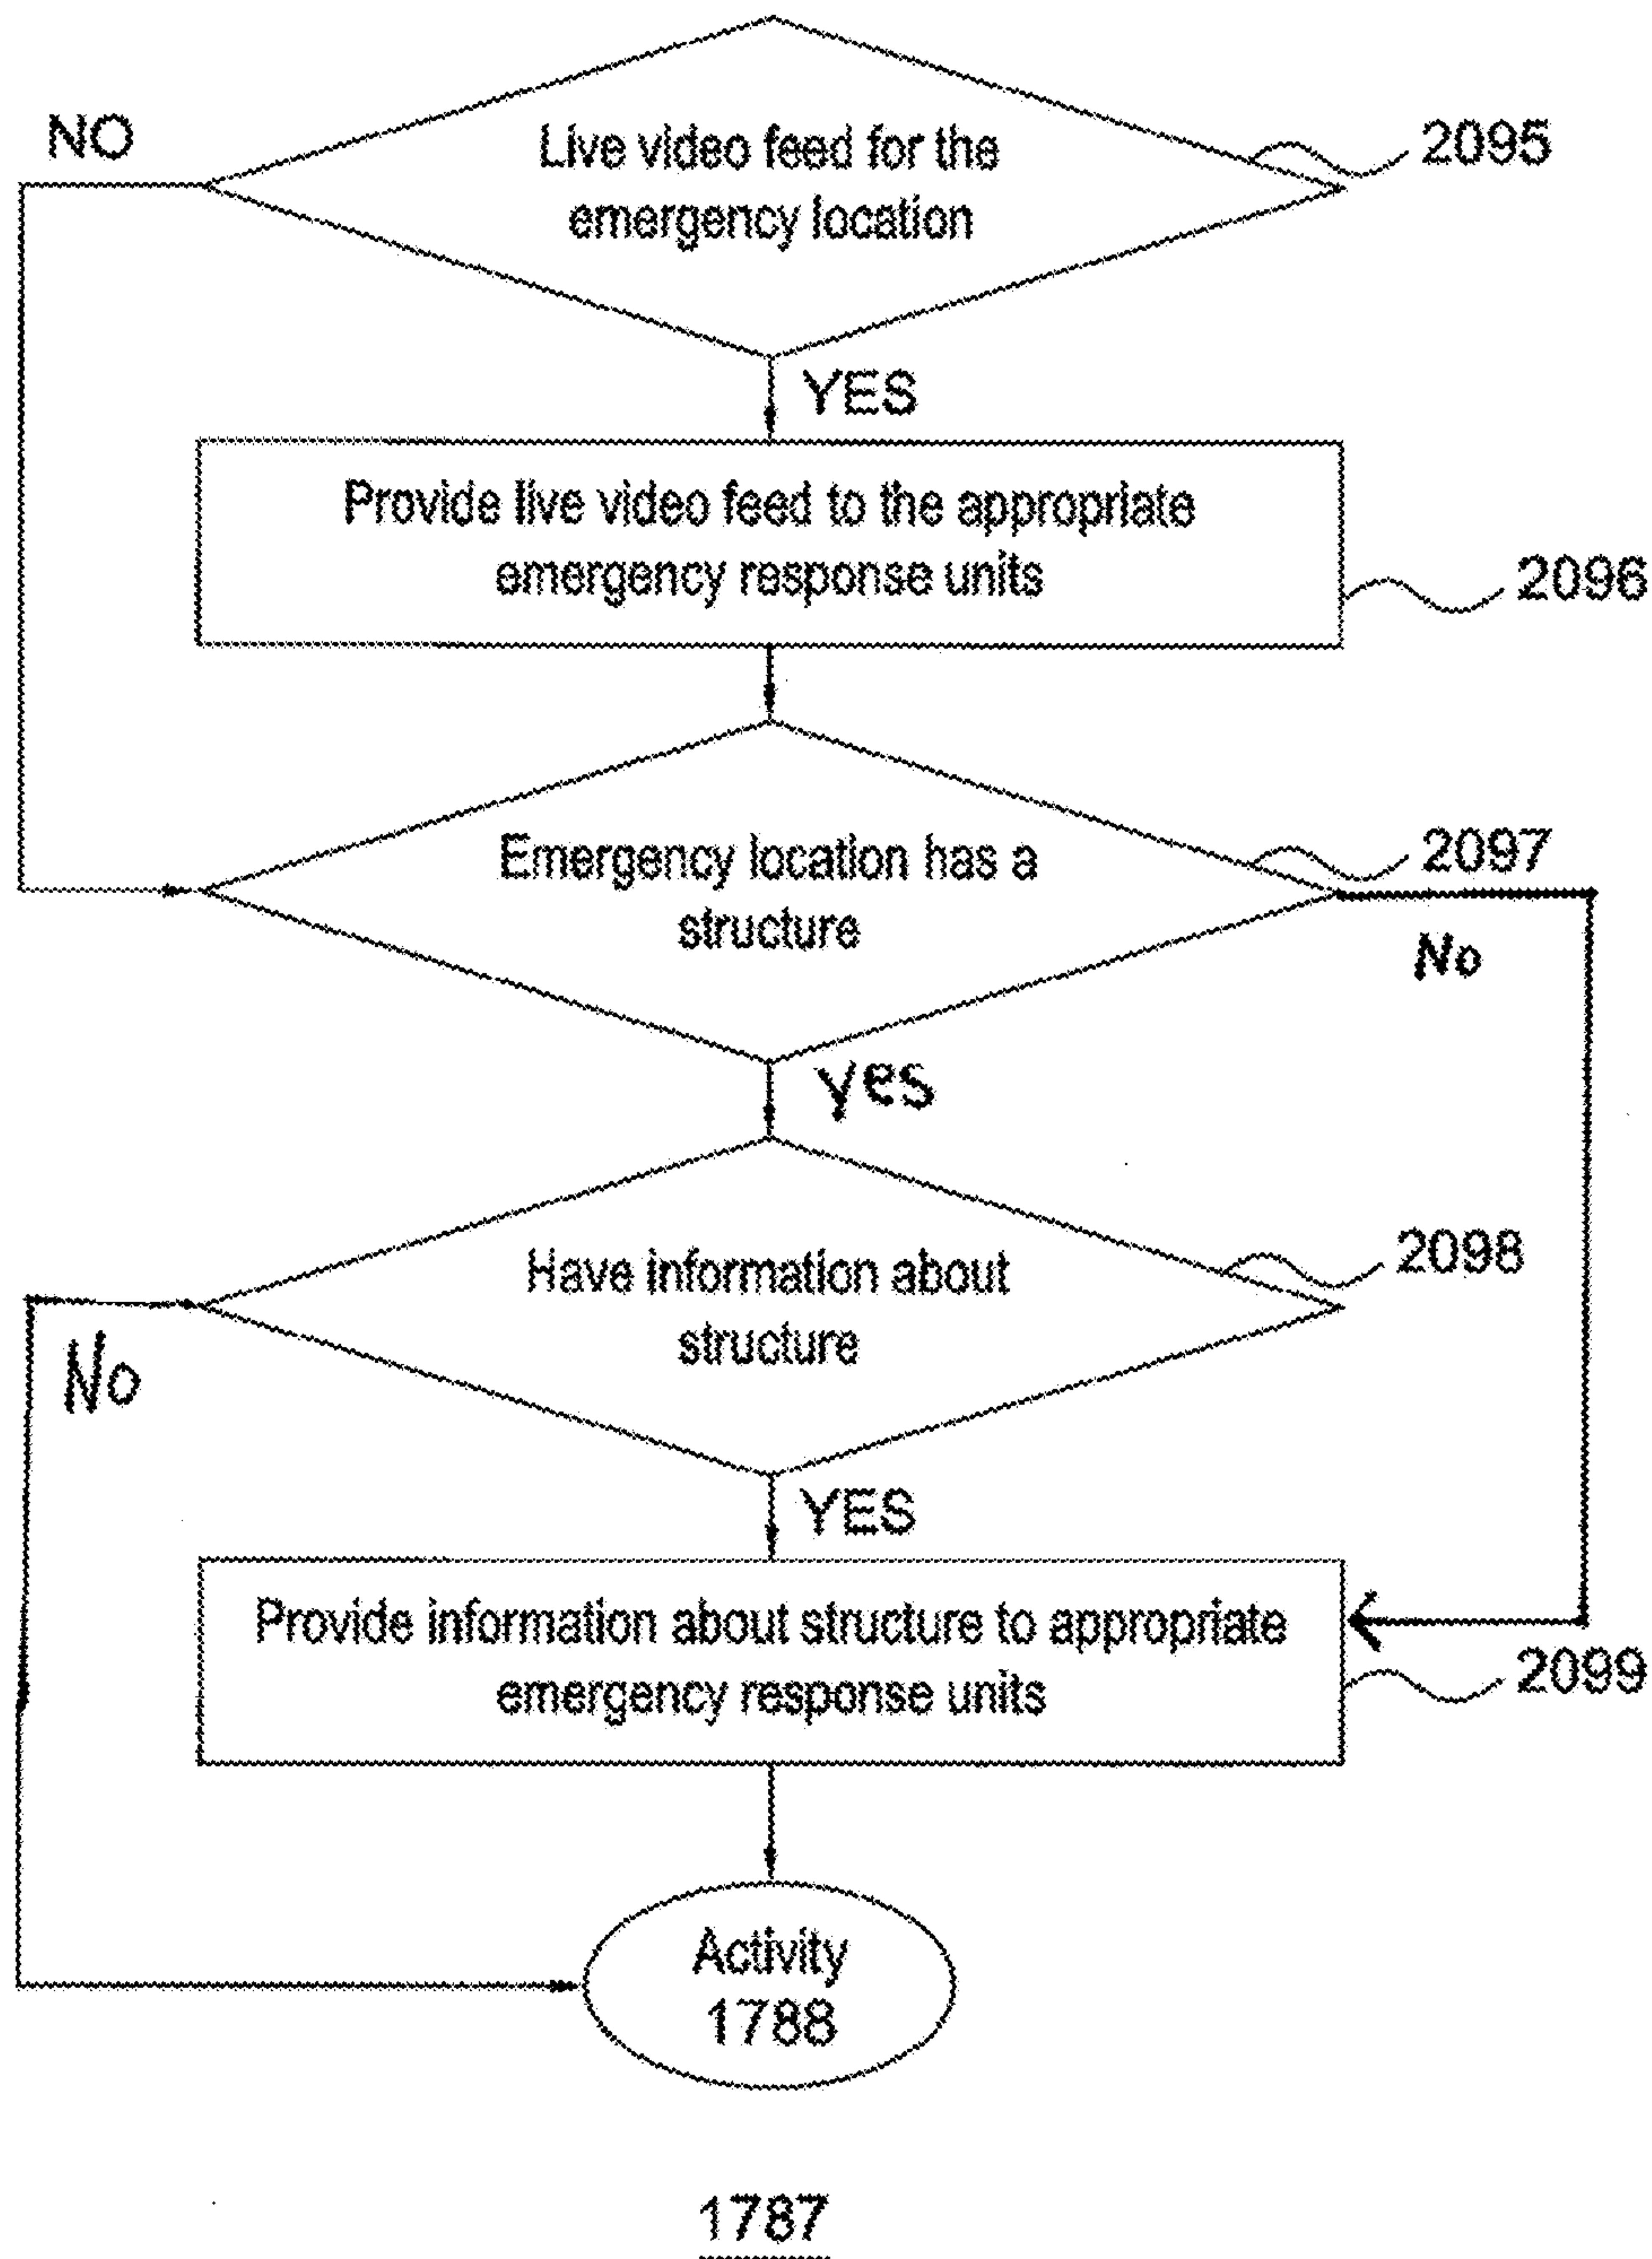 NO
Live video feed for the
emergency location
2095
YES
Provide live video feed to the appropriate
emergency response units
2096
Emergency location has a
structure
2097
No
yes
Have information about
structure
2098
No
YES
Provide information about structure to appropriate
emergency response units
2099
Activity
1788
1787